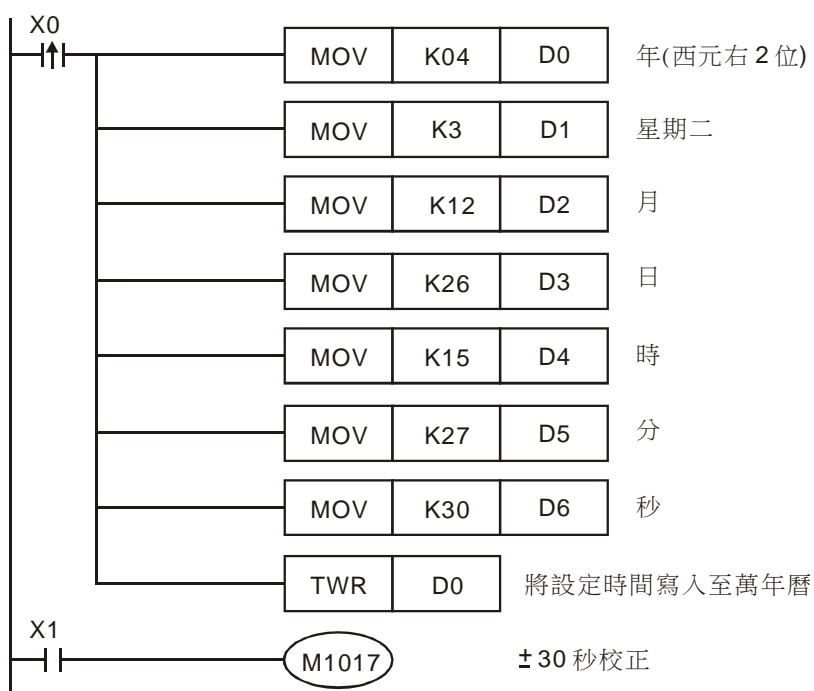 X0
MOV K04 D0 年(西元右2位)
MOV K3 D1 星期二
MOV K12 D2 月
MOV K26 D3 日
MOV K15 D4 時
MOV K27 D5 分
MOV K30 D6 秒
TWR D0 將設定時間寫入至萬年曆
X1
M1017 ±30秒校正